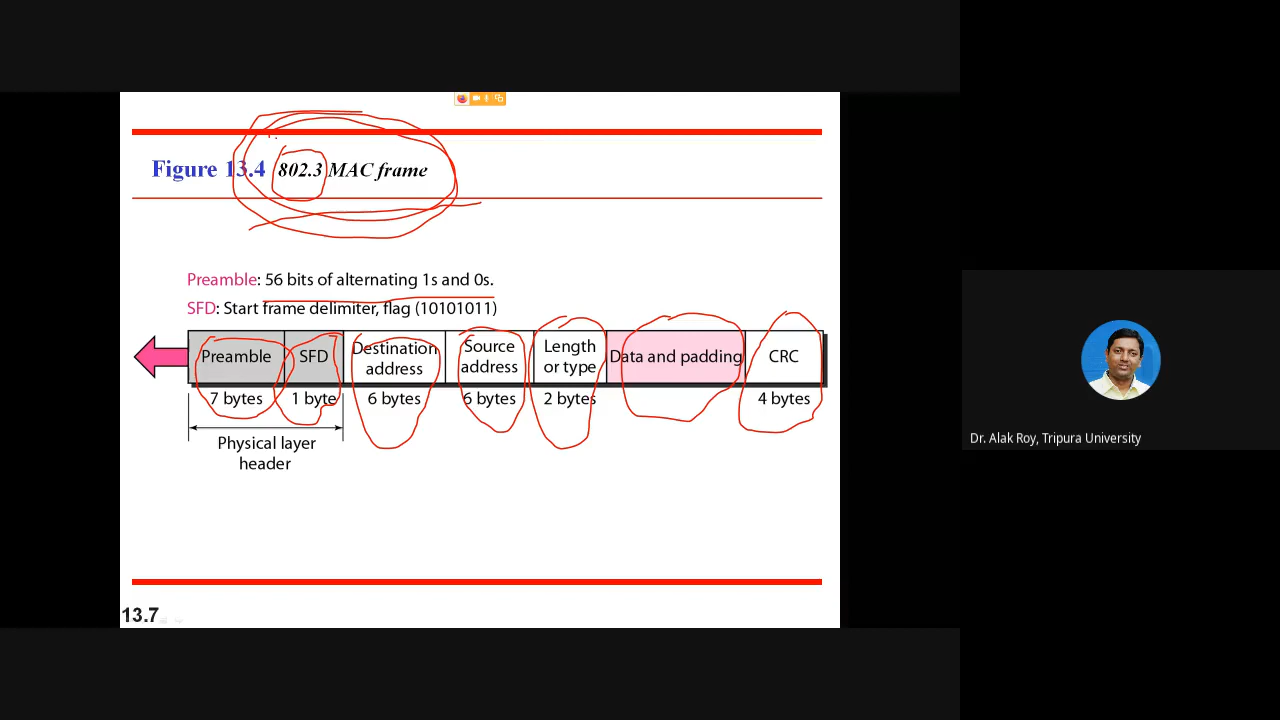 Figure 13.4 802.3 MAC frame
Preamble: 56 bits of alternating 1s and 0s.
SFD: Start frame delimiter, flag (10101011)
Preamble
SFD
Destination
address
Source
address
Length
or type
Data and padding
CRC
7 bytes
1 byte
6 bytes
6 bytes
2 bytes
4 bytes
Physical layer
header
13.7
Dr. Alak Roy, Tripura University